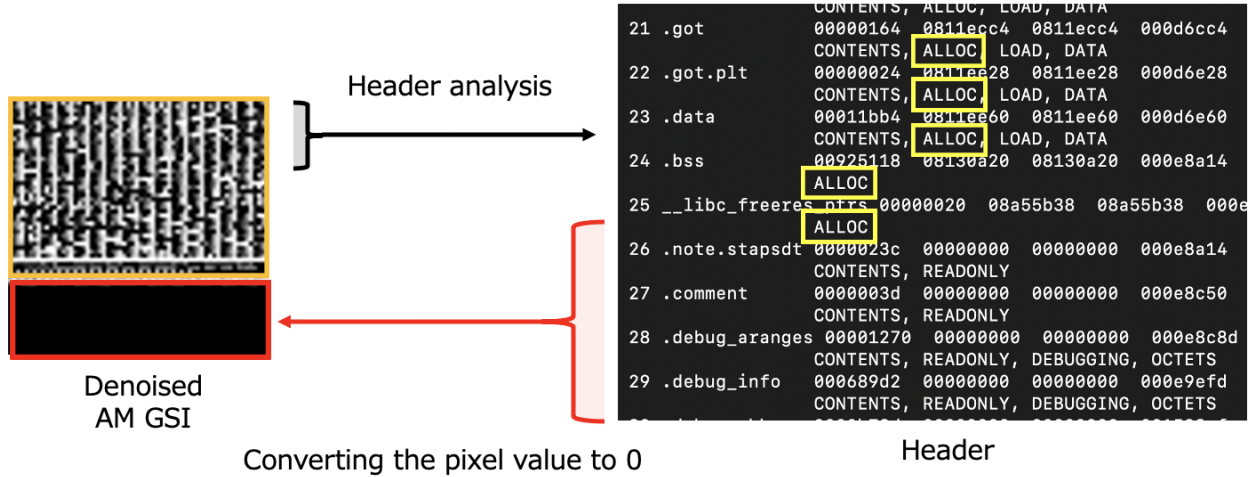 CONTENTS, ALLOC, LOAD, DATA
21 .got 00000164 0811ecc4 0811ecc4 000d6cc4
CONTENTS, ALLOC, LOAD, DATA
22 .got.plt 00000024 0811ee28 0811ee28 000d6e28
CONTENTS, ALLOC, LOAD, DATA
23 .data 00011bb4 0811ee60 0811ee60 000d6e60
CONTENTS, ALLOC, LOAD, DATA
24 .bss 00925118 08130a20 08130a20 000e8a14
ALLOC
25 __libc_freeres_ptrs 00000020 08a55b38 08a55b38 000e
ALLOC
26 .note.stapsdt 0000023c 00000000 00000000 000e8a14
CONTENTS, READONLY
27 .comment 0000003d 00000000 00000000 000e8c50
CONTENTS, READONLY
28 .debug_aranges 00001270 00000000 00000000 000e8c8d
CONTENTS, READONLY, DEBUGGING, OCTETS
29 .debug_info 000689d2 00000000 00000000 000e9efd
CONTENTS, READONLY, DEBUGGING, OCTETS
Header analysis
Denoised
AM GSI
Header
Converting the pixel value to 0